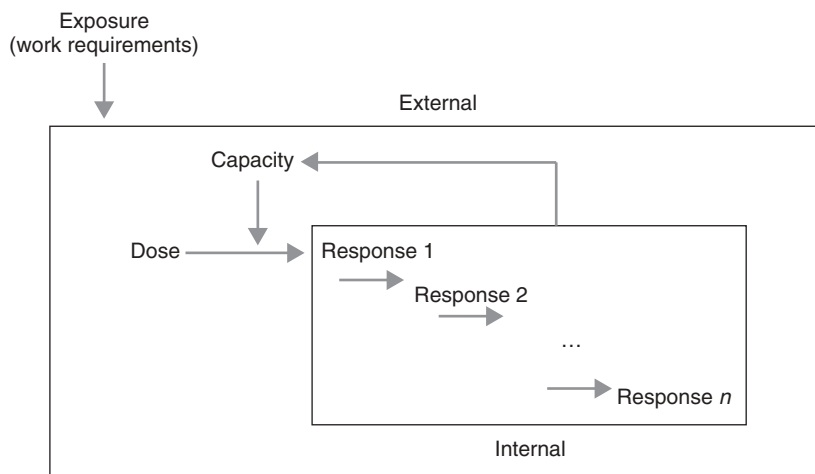 Exposure
(work requirements)
External
Capacity
Dose
Response 1
Response 2
...
Response n
Internal